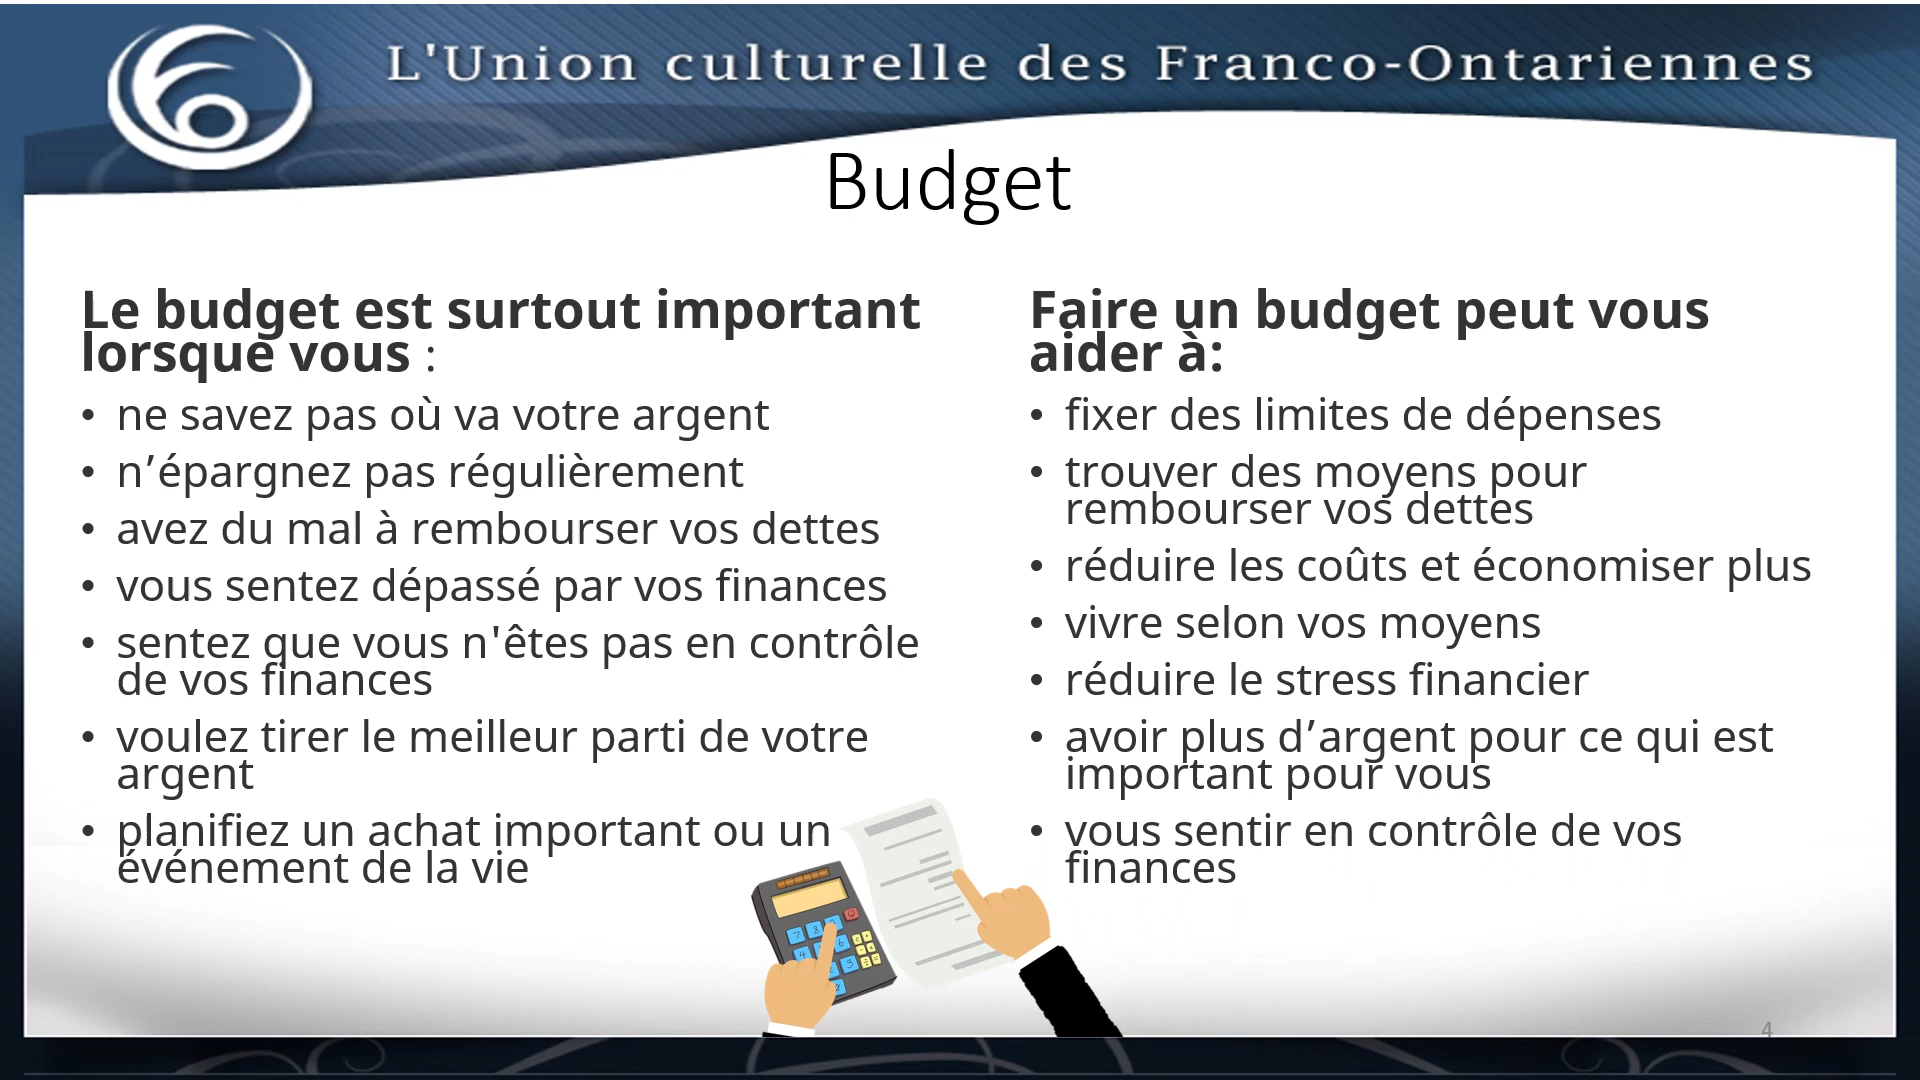 L'Union culturelle des Franco-Ontariennes
Budget
Le budget est surtout important
lorsque vous :
• ne savez pas où va votre argent
• n’épargnez pas régulièrement
• avez du mal à rembourser vos dettes
• vous sentez dépassé par vos finances
• sentez que vous n'êtes pas en contrôle
de vos finances
• voulez tirer le meilleur parti de votre
argent
• planifiez un achat important ou un
événement de la vie
Faire un budget peut vous
aider à:
• fixer des limites de dépenses
• trouver des moyens pour
rembourser vos dettes
• réduire les coûts et économiser plus
• vivre selon vos moyens
• réduire le stress financier
• avoir plus d’argent pour ce qui est
important pour vous
• vous sentir en contrôle de vos
finances
4